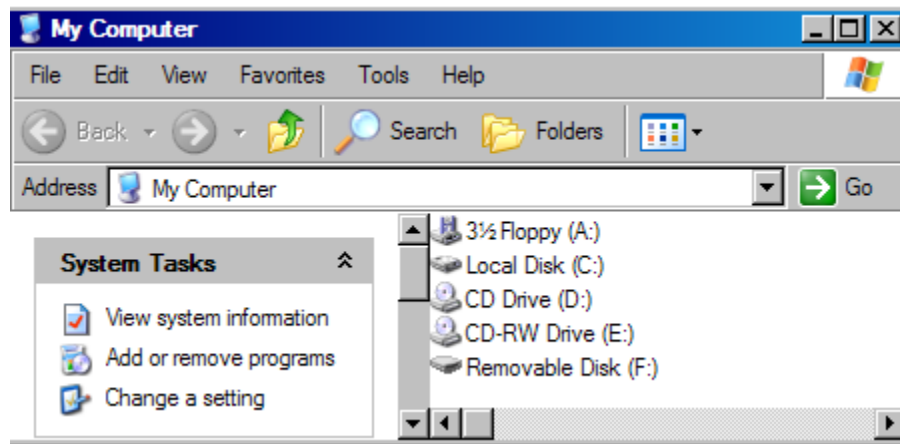 My Computer
File Edit View Favorites Tools Help
Back Search Folders
Address My Computer Go
System Tasks
View system information
Add or remove programs
Change a setting
3½ Floppy (A:)
Local Disk (C:)
CD Drive (D:)
CD-RW Drive (E:)
Removable Disk (F:)